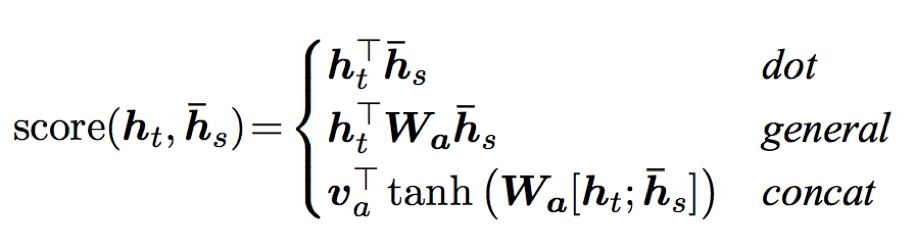 h_t^⊤ h̄_s dot
score(h_t, h̄_s) = { h_t^⊤ W_a h̄_s general
v_a^⊤ tanh (W_a[h_t; h̄_s]) concat